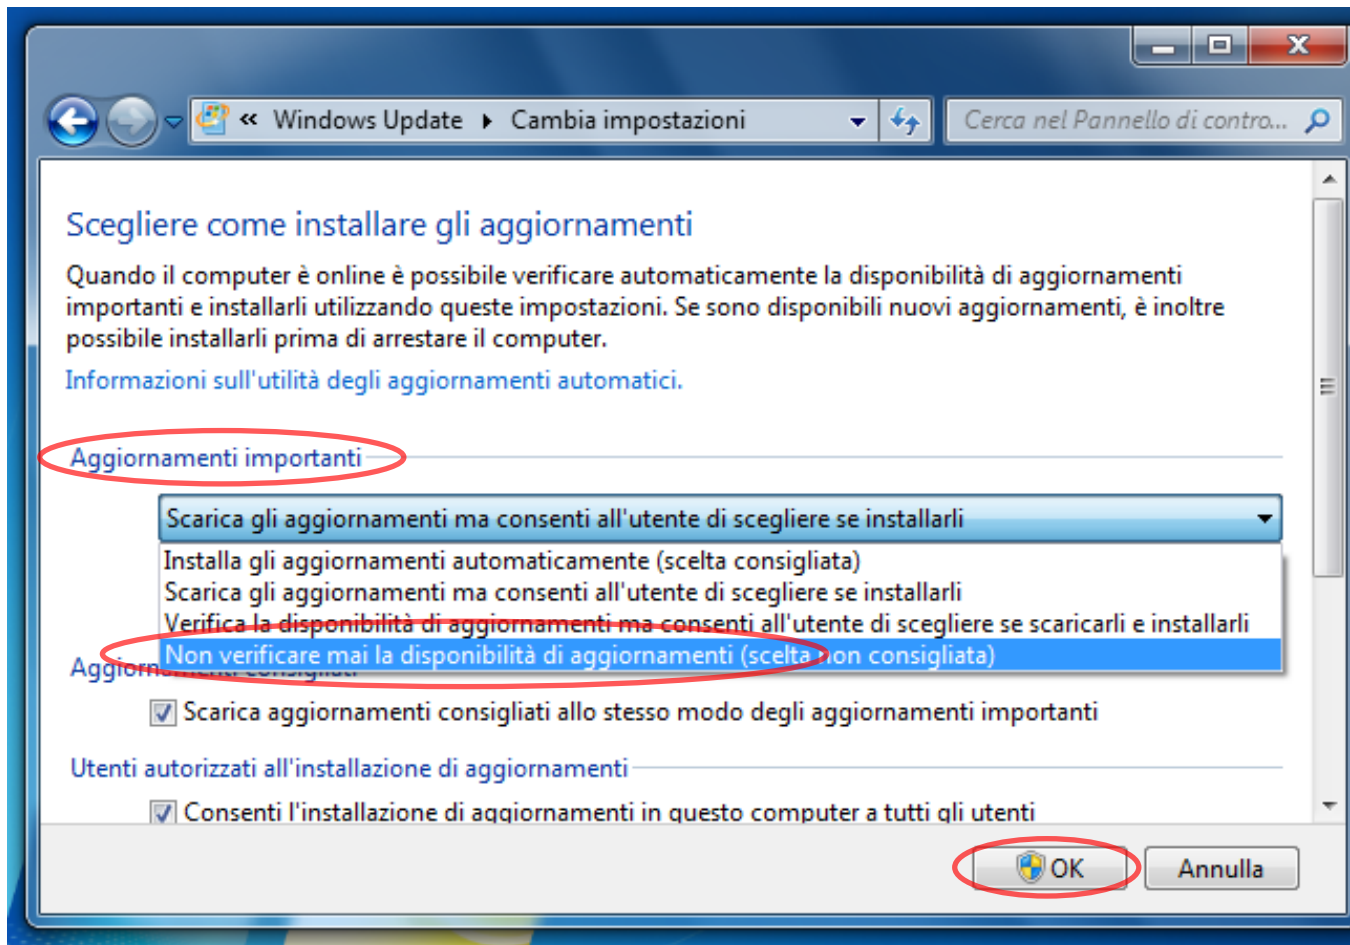 Windows Update ▸ Cambia impostazioni
Cerca nel Pannello di contro...
Scegliere come installare gli aggiornamenti
Quando il computer è online è possibile verificare automaticamente la disponibilità di aggiornamenti
importanti e installarli utilizzando queste impostazioni. Se sono disponibili nuovi aggiornamenti, è inoltre
possibile installarli prima di arrestare il computer.
Informazioni sull'utilità degli aggiornamenti automatici.
Aggiornamenti importanti
Scarica gli aggiornamenti ma consenti all'utente di scegliere se installarli
Installa gli aggiornamenti automaticamente (scelta consigliata)
Scarica gli aggiornamenti ma consenti all'utente di scegliere se installarli
Verifica la disponibilità di aggiornamenti ma consenti all'utente di scegliere se scaricarli e installarli
Non verificare mai la disponibilità di aggiornamenti (scelta non consigliata)
Aggiornamenti consigliati
Scarica aggiornamenti consigliati allo stesso modo degli aggiornamenti importanti
Utenti autorizzati all'installazione di aggiornamenti
Consenti l'installazione di aggiornamenti in questo computer a tutti gli utenti
OK
Annulla